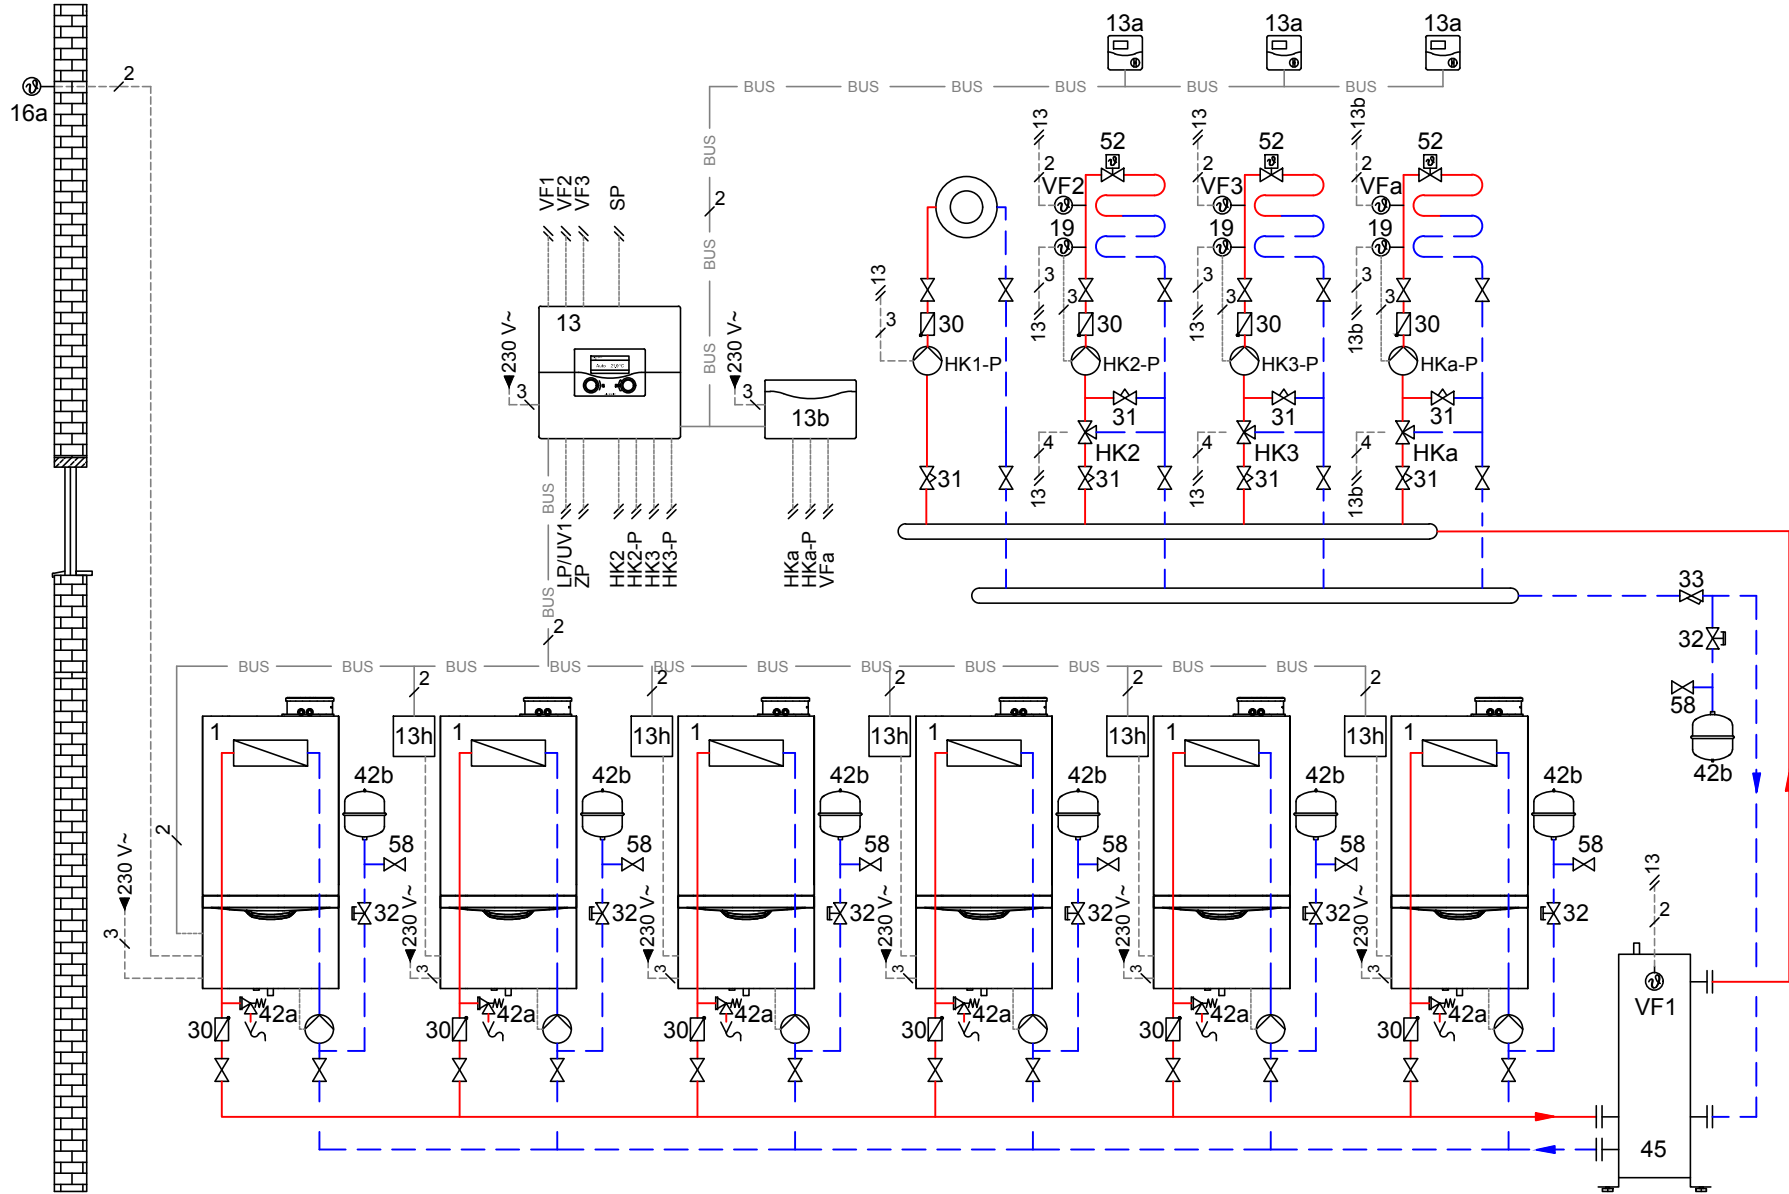 13a
13a
13a
2
BUS
BUS
BUS
BUS
BUS
BUS
16a
13
13
13b
52
52
52
2
2
2
BUS
VF2
VF3
VFa
VF1
VF2
VF3
SP
2
19
19
19
BUS
13
3
3
3
3
3
3
3
13
13
13b
13
230 V~
BUS
230 V~
30
30
30
30
Auto
HK1-P
HK2-P
HK3-P
HKa-P
3
3
13b
31
31
31
4
4
4
HK2
HK3
HKa
31
31
31
31
13
13
13b
BUS
LP/UV1
ZP
HK2
HK2-P
HK3
HK3-P
HKa
HKa-P
VFa
BUS
33
2
32
BUS
BUS
BUS
BUS
BUS
BUS
BUS
BUS
BUS
BUS
BUS
2
2
2
2
2
58
1
13h
1
13h
1
13h
1
13h
1
13h
1
42b
42b
42b
42b
42b
42b
42b
2
58
58
58
58
58
58
230 V~
13
32
32
32
32
32
32
230 V~
230 V~
230 V~
230 V~
230 V~
2
3
3
3
3
3
3
VF1
30
42a
30
42a
30
42a
30
42a
30
42a
30
42a
45